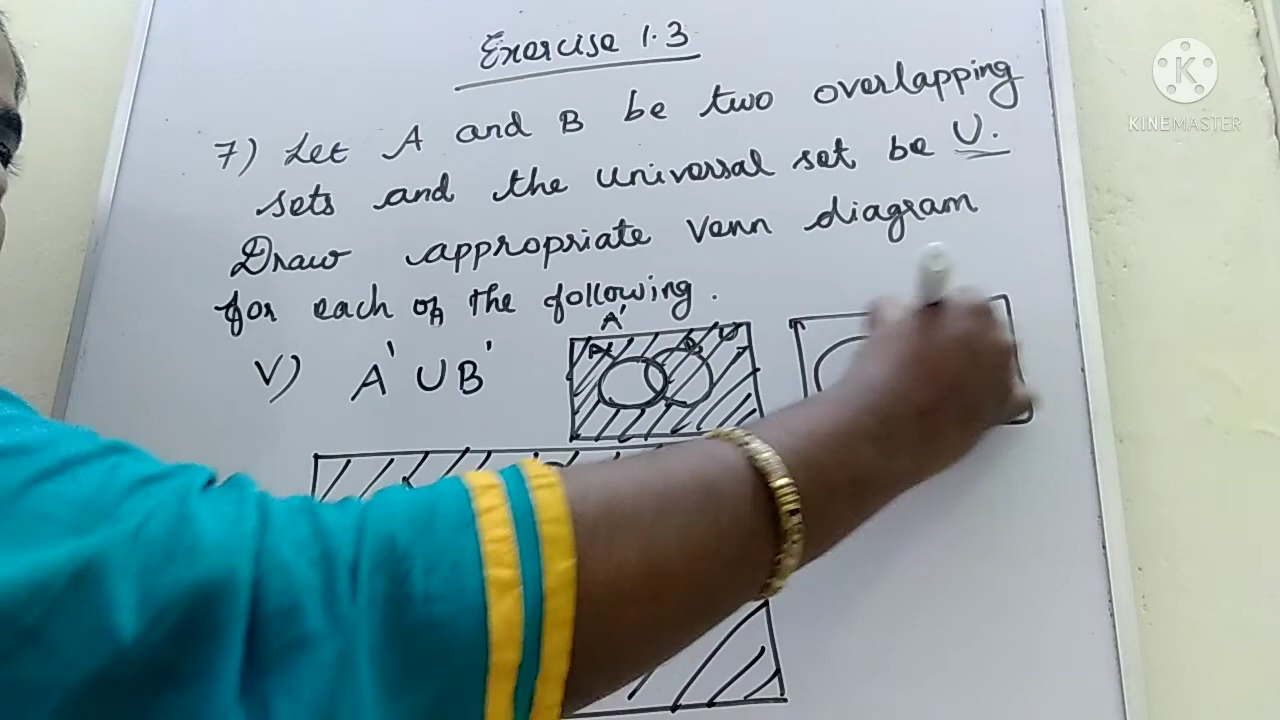 Exercise 1.3
K
KINEMASTER
7) Let A and B be two overlapping
sets and the universal set be U.
Draw appropriate Venn diagram
for each of the following.
A'
A B U
V) A' U B'